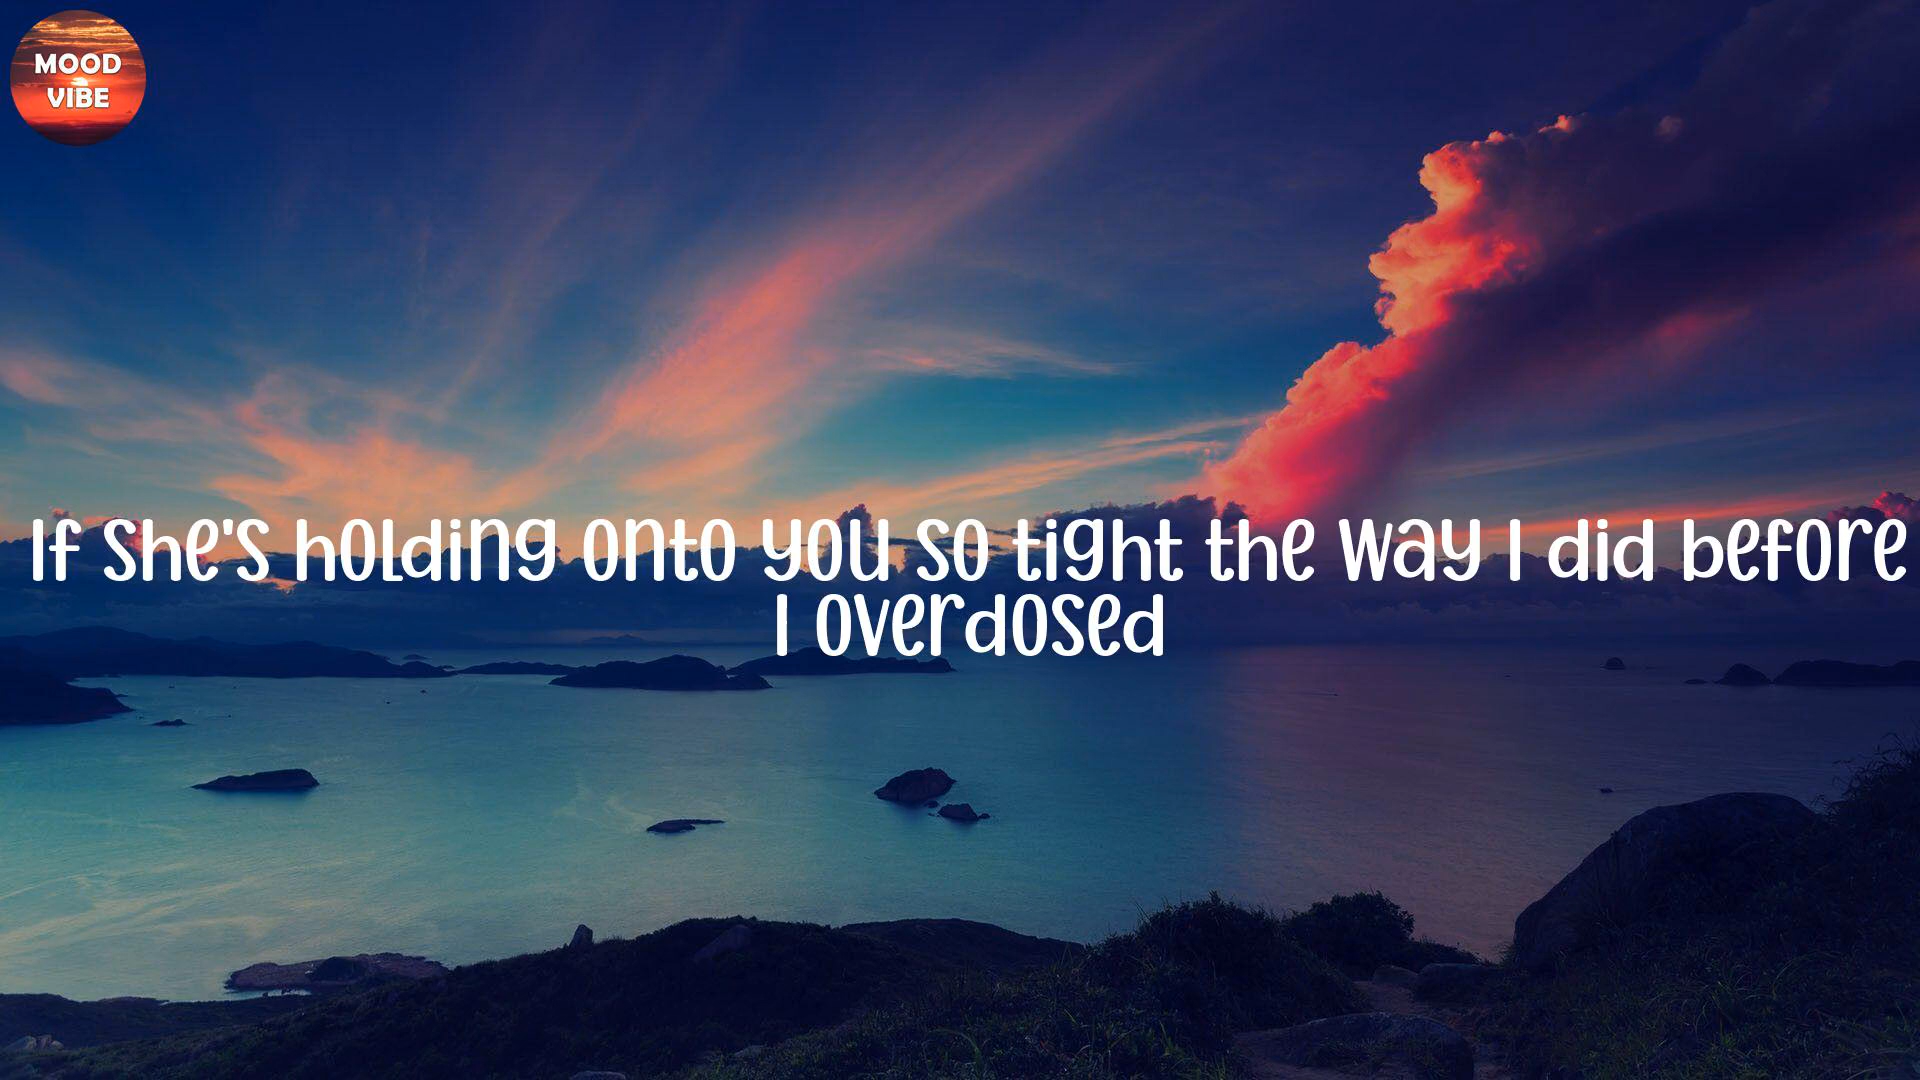 MOOD
VIBE
If she's holding onto you so tight the way I did before
I overdosed